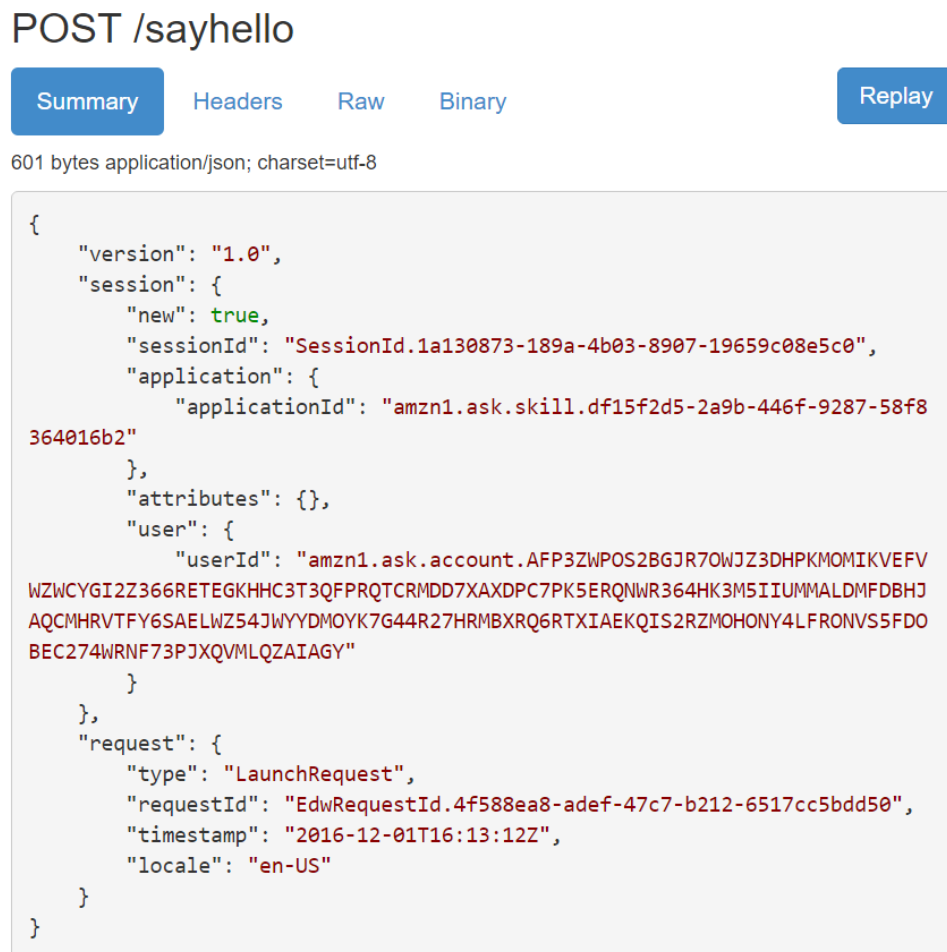 POST /sayhello
Summary Headers Raw Binary Replay
601 bytes application/json; charset=utf-8
{
    "version": "1.0",
    "session": {
        "new": true,
        "sessionId": "SessionId.1a130873-189a-4b03-8907-19659c08e5c0",
        "application": {
            "applicationId": "amzn1.ask.skill.df15f2d5-2a9b-446f-9287-58f8
364016b2"
        },
        "attributes": {},
        "user": {
            "userId": "amzn1.ask.account.AFP3ZWPOS2BGJR7OWJZ3DHPKMOMIKVEFV
WZWCYGI2Z366RETEGKHHC3T3QFPRQTCRMDD7XAXDPC7PK5ERQNWR364HK3M5IIUMMALDMFDBHJ
AQCMHRVTFY6SAELWZ54JWYYDMOYK7G44R27HRMBXRQ6RTXIAEKQIS2RZMOHONY4LFRONVS5FDO
BEC274WRNF73PJXQVMLQZAIAGY"
        }
    },
    "request": {
        "type": "LaunchRequest",
        "requestId": "EdwRequestId.4f588ea8-adef-47c7-b212-6517cc5bdd50",
        "timestamp": "2016-12-01T16:13:12Z",
        "locale": "en-US"
    }
}